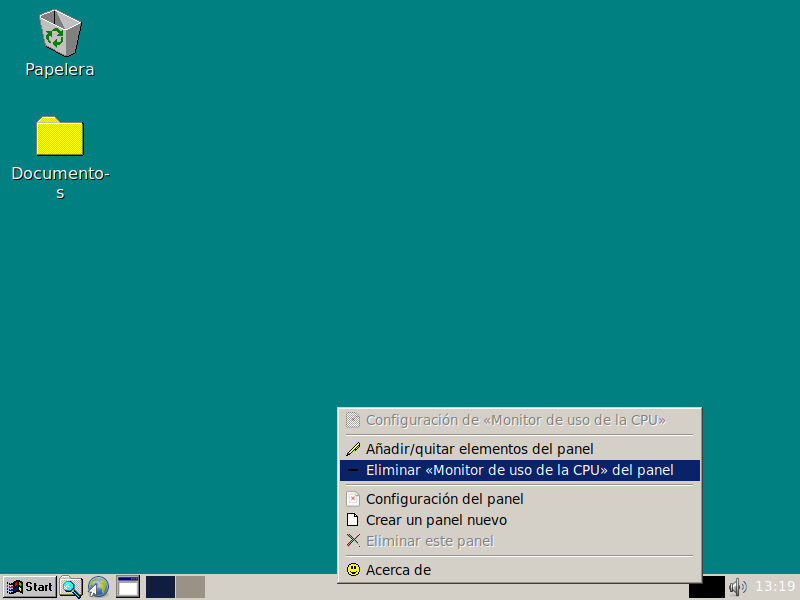 Papelera
Documento-
s
Configuración de «Monitor de uso de la CPU»
Añadir/quitar elementos del panel
Eliminar «Monitor de uso de la CPU» del panel
Configuración del panel
Crear un panel nuevo
Eliminar este panel
Acerca de
Start
13:19